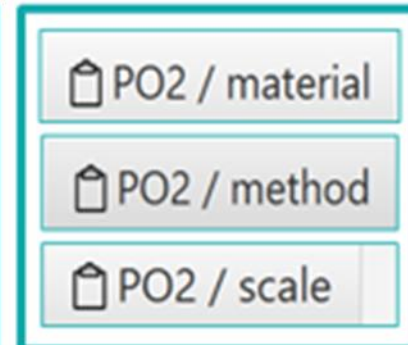 PO2 / material
PO2 / method
PO2 / scale